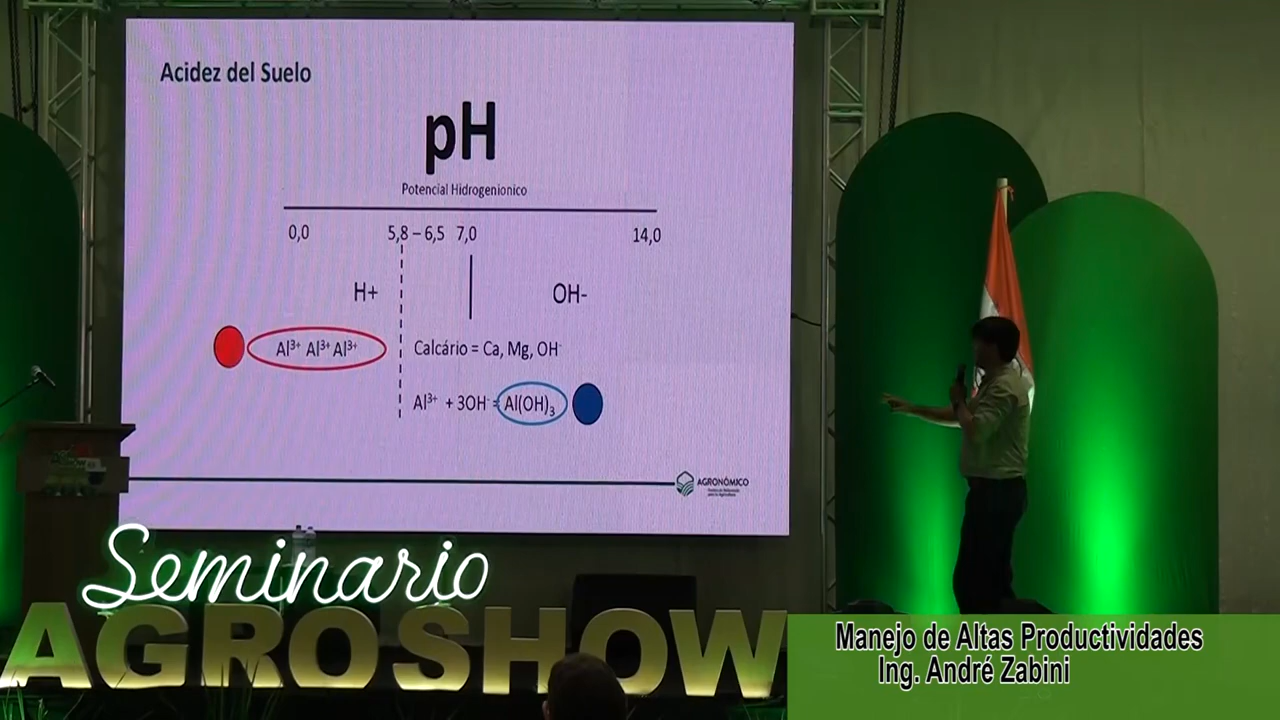 Acidez del Suelo
pH
Potencial Hidrogenionico
0,0 5,8 – 6,5 7,0 14,0
H+ OH-
Al³⁺ Al³⁺ Al³⁺ Calcário = Ca, Mg, OH⁻
Al³⁺ + 3OH⁻ = Al(OH)₃
AGRONÓMICO
Seminario
AGROSHOW
Manejo de Altas Productividades
Ing. André Zabini